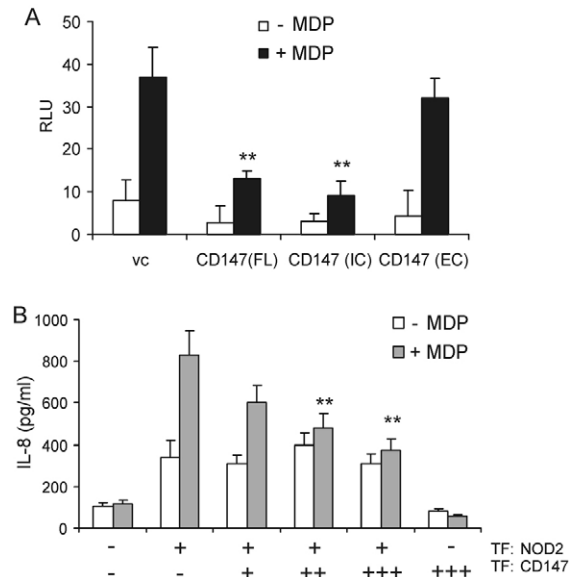 A
- MDP
+ MDP
50
40
30
20
10
0
RLU
**
**
vc
CD147(FL)
CD147 (IC)
CD147 (EC)
B
- MDP
+ MDP
1000
800
600
400
200
0
IL-8 (pg/ml)
**
**
- + + + + - TF: NOD2
- - + ++ +++ +++ TF: CD147